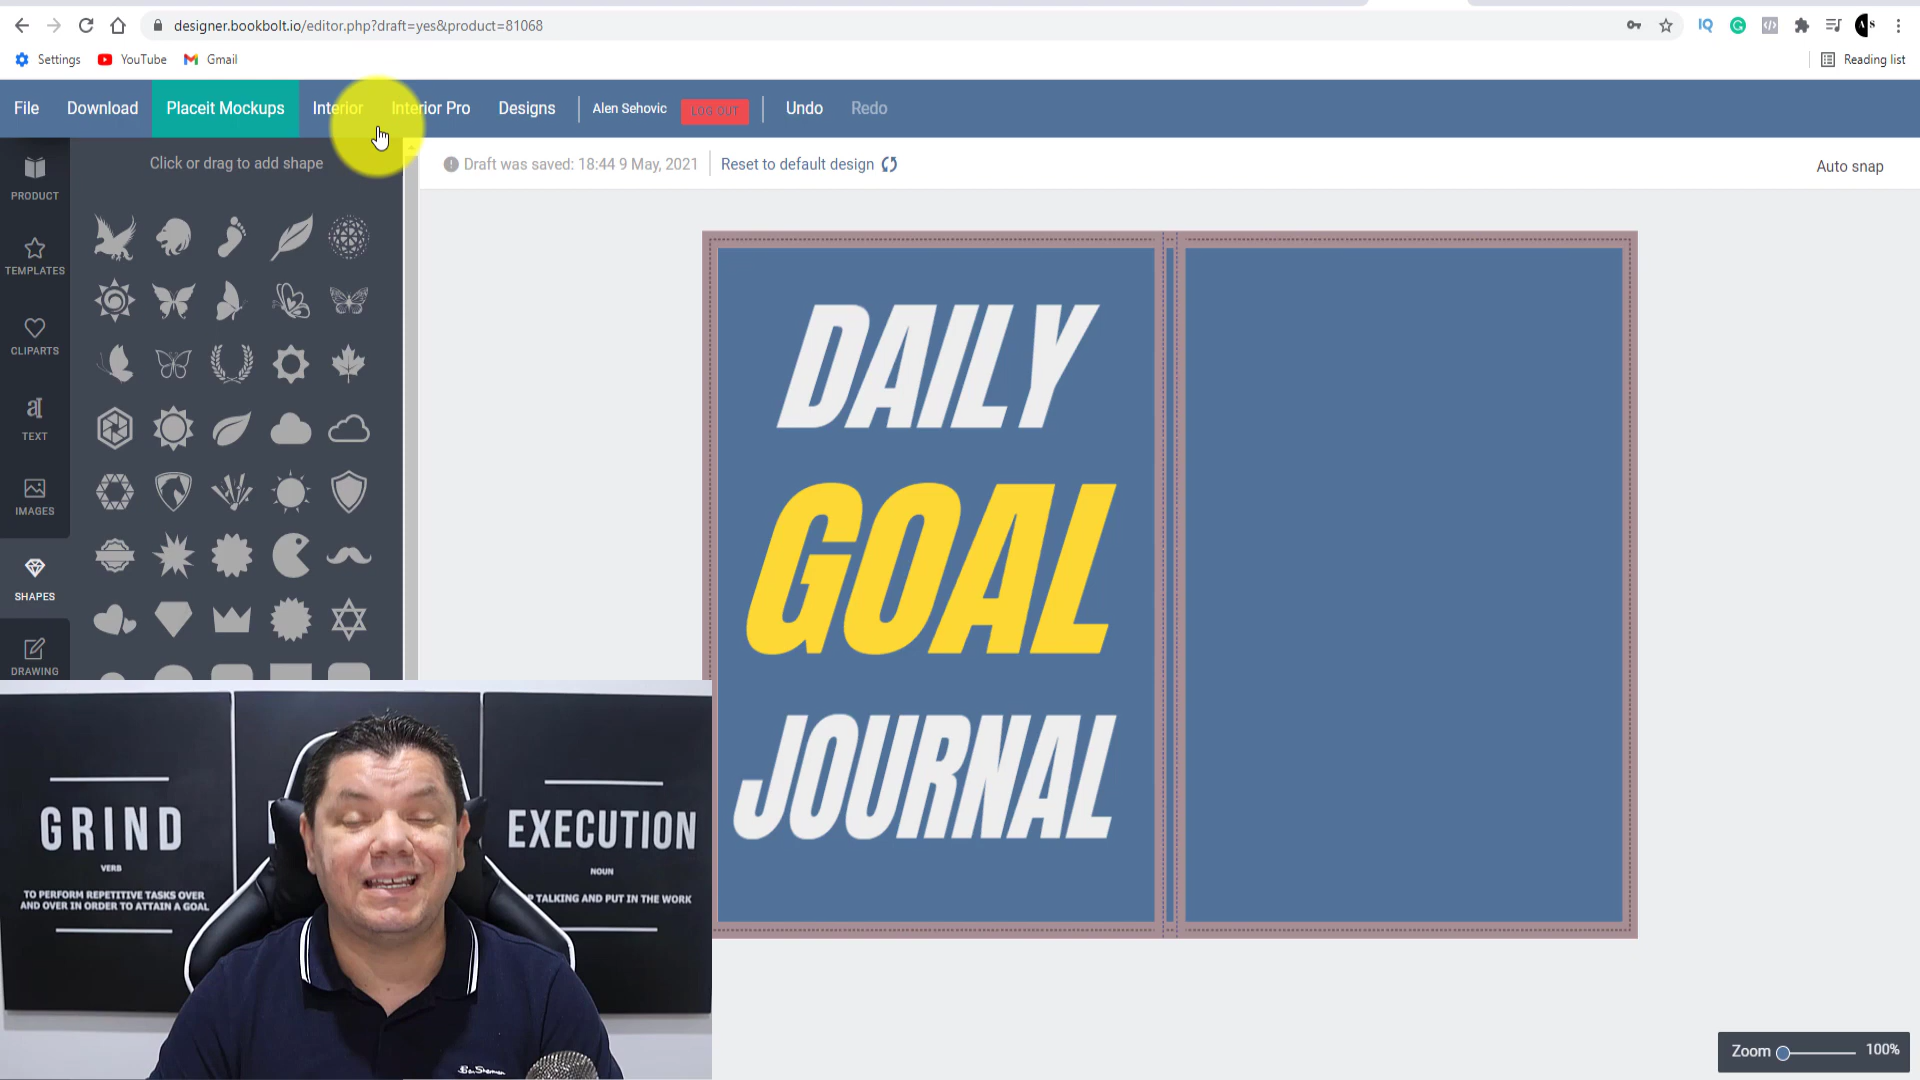 designer.bookbolt.io/editor.php?draft=yes&product=81068
Settings YouTube Gmail Reading list
File Download Placeit Mockups Interior Interior Pro Designs Alen Sehovic LOG OUT Undo Redo
Click or drag to add shape
Draft was saved: 18:44 9 May, 2021 Reset to default design Auto snap
PRODUCT
TEMPLATES
CLIPARTS
TEXT
IMAGES
SHAPES
DRAWING
DAILY
GOAL
JOURNAL
GRIND
VERB
TO PERFORM REPETITIVE TASKS OVER
AND OVER IN ORDER TO ATTAIN A GOAL
EXECUTION
NOUN
TALKING AND PUT IN THE WORK
Ben Sherman
Zoom 100%